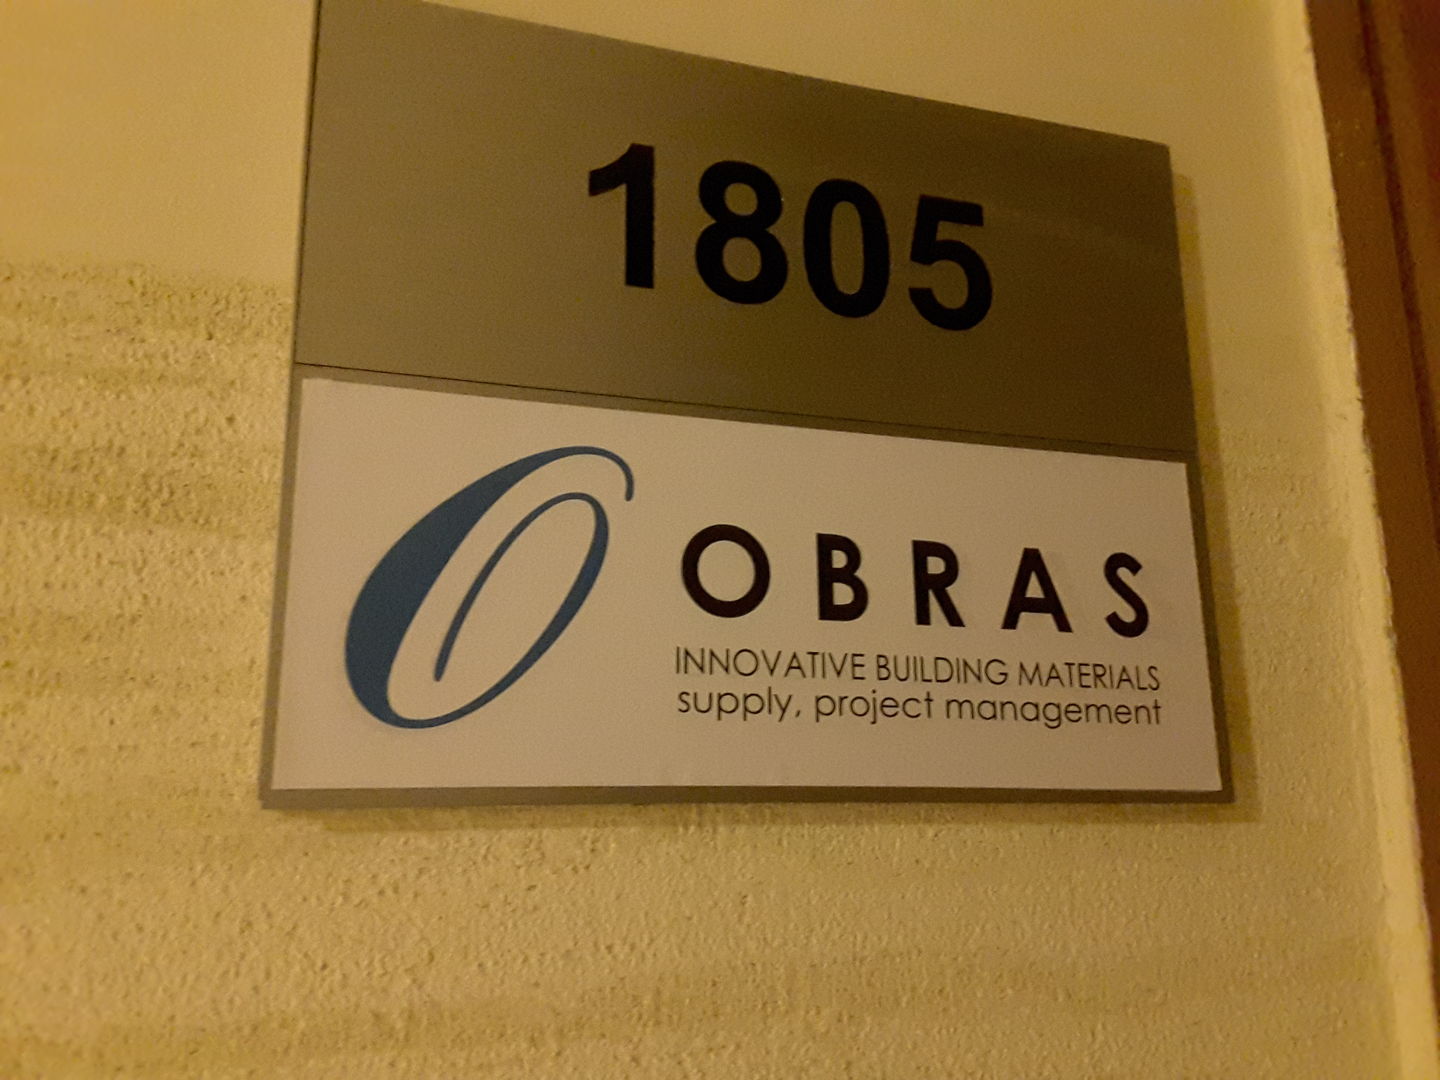 1805
O OBRAS
INNOVATIVE BUILDING MATERIALS
supply, project management